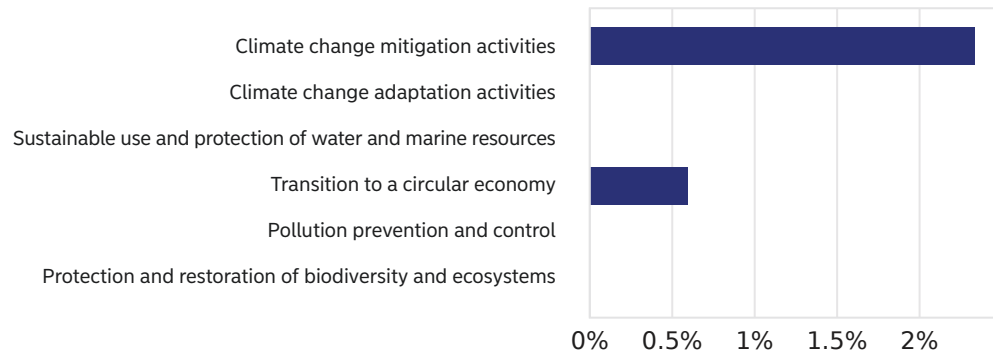 Climate change mitigation activities
Climate change adaptation activities
Sustainable use and protection of water and marine resources
Transition to a circular economy
Pollution prevention and control
Protection and restoration of biodiversity and ecosystems
0% 0.5% 1% 1.5% 2%